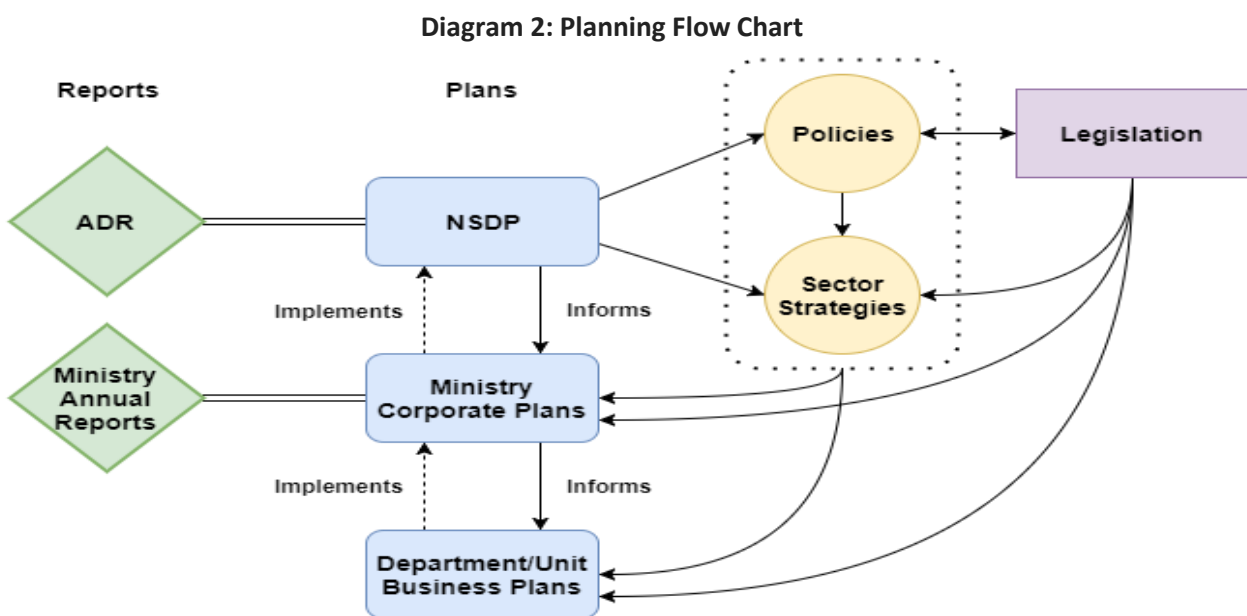 Diagram 2: Planning Flow Chart
Reports
Plans
Policies
Legislation
ADR
NSDP
Sector
Strategies
Implements
Informs
Ministry
Annual
Reports
Ministry
Corporate Plans
Implements
Informs
Department/Unit
Business Plans